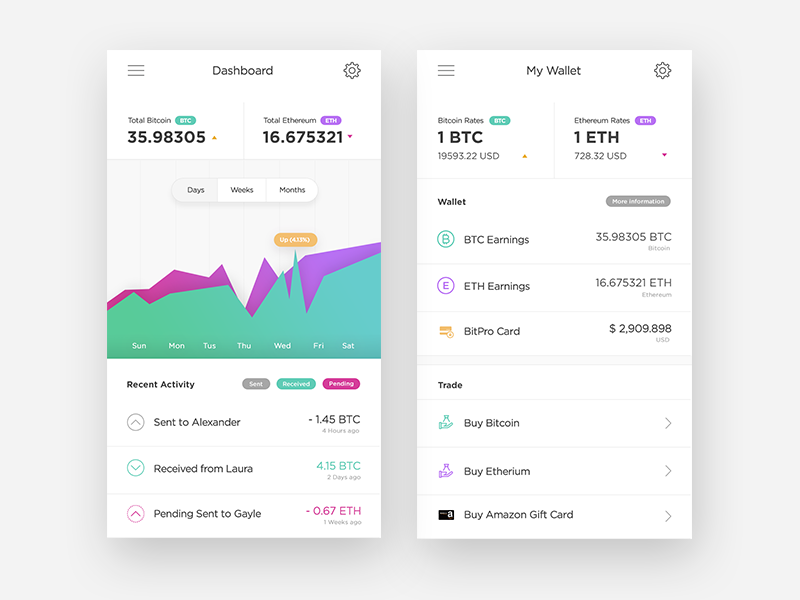 Dashboard
Total Bitcoin BTC
35.98305
Total Ethereum ETH
16.675321
Days Weeks Months
Up (4.13%)
Sun Mon Tus Thu Wed Fri Sat
Recent Activity Sent Received Pending
Sent to Alexander - 1.45 BTC
4 Hours ago
Received from Laura 4.15 BTC
2 Days ago
Pending Sent to Gayle - 0.67 ETH
1 Weeks ago
My Wallet
Bitcoin Rates BTC
1 BTC
19593.22 USD
Ethereum Rates ETH
1 ETH
728.32 USD
Wallet More Information
BTC Earnings 35.98305 BTC
Bitcoin
E ETH Earnings 16.675321 ETH
Ethereum
BitPro Card $ 2,909.898
USD
Trade
Buy Bitcoin
Buy Etherium
a Buy Amazon Gift Card